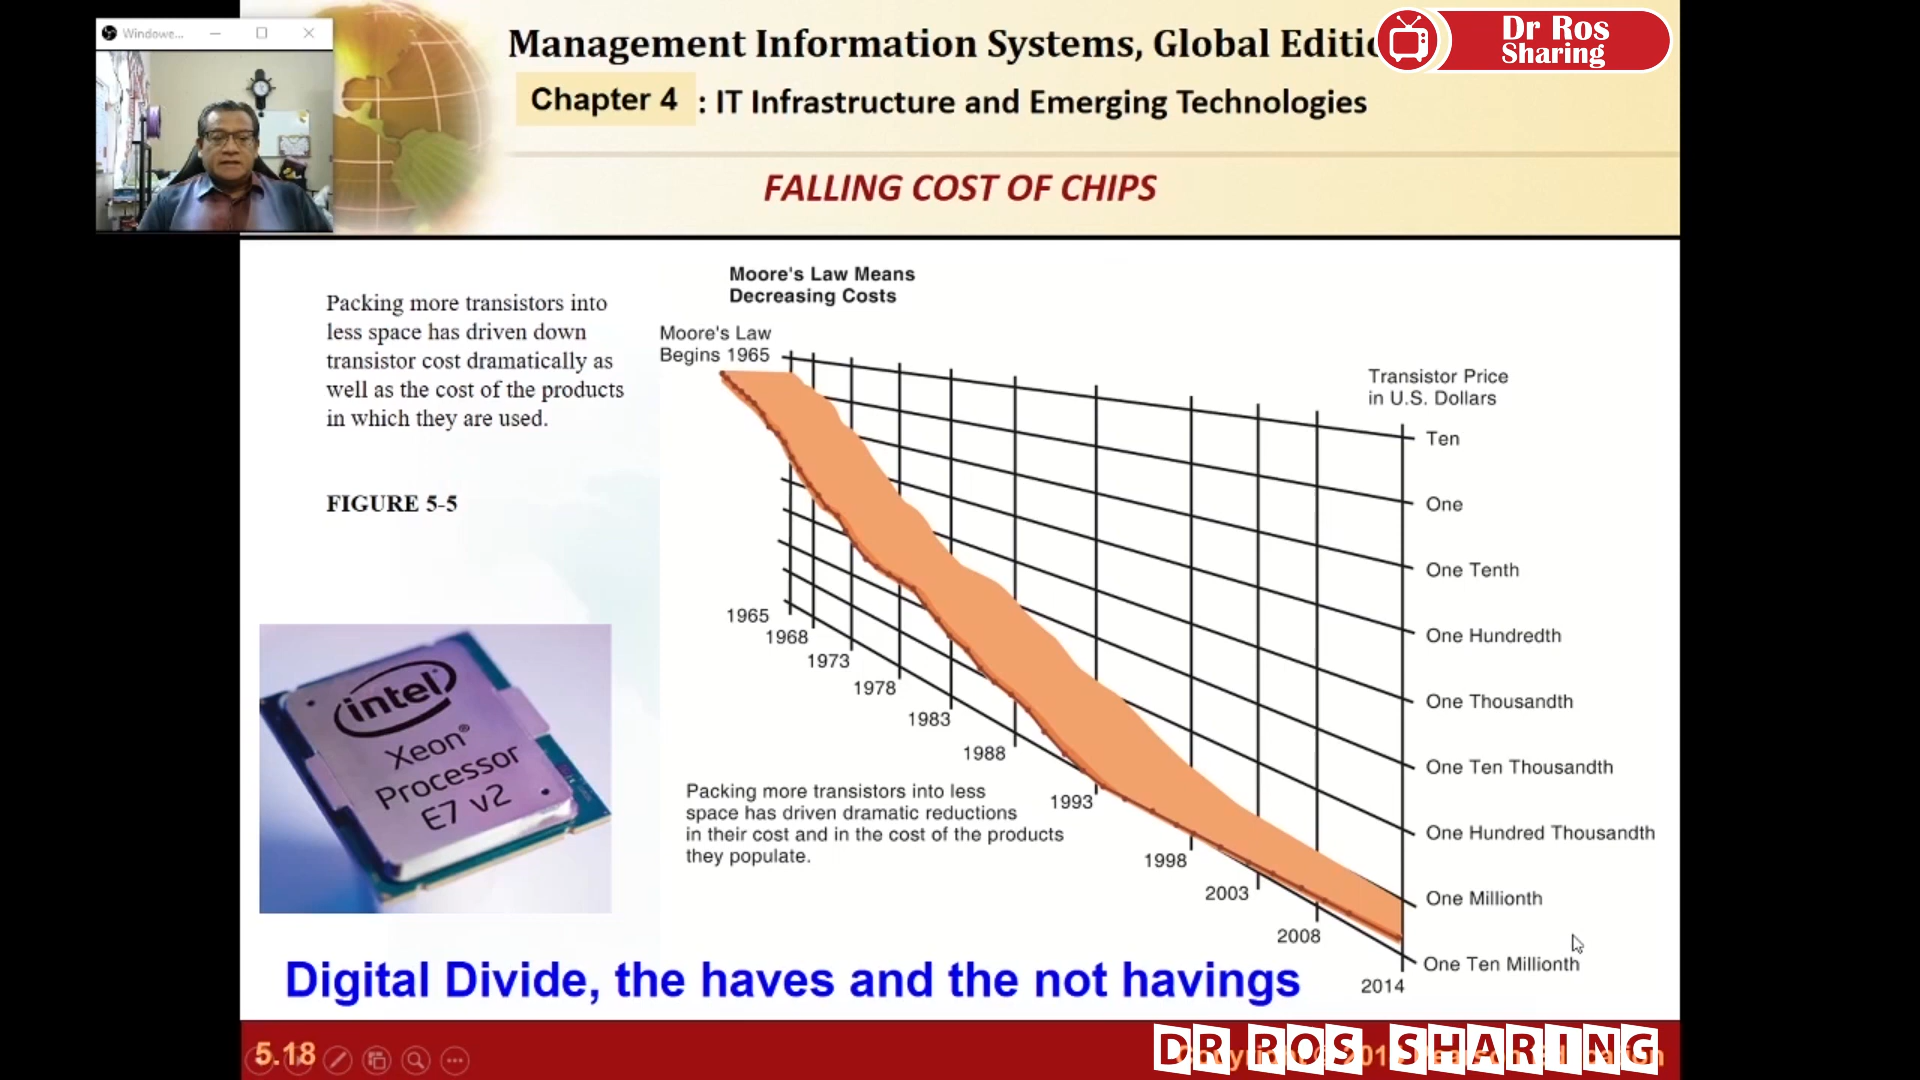 Windowe...
Management Information Systems, Global Editi
Dr Ros
Sharing
Chapter 4 : IT Infrastructure and Emerging Technologies
FALLING COST OF CHIPS
Packing more transistors into
less space has driven down
transistor cost dramatically as
well as the cost of the products
in which they are used.
FIGURE 5-5
intel
Xeon®
Processor
E7 v2
Moore's Law Means
Decreasing Costs
Moore's Law
Begins 1965
Transistor Price
in U.S. Dollars
Ten
One
One Tenth
One Hundredth
One Thousandth
One Ten Thousandth
One Hundred Thousandth
One Millionth
One Ten Millionth
1965
1968
1973
1978
1983
1988
1993
1998
2003
2008
2014
Packing more transistors into less
space has driven dramatic reductions
in their cost and in the cost of the products
they populate.
Digital Divide, the haves and the not havings
5.18
DR ROS SHARING